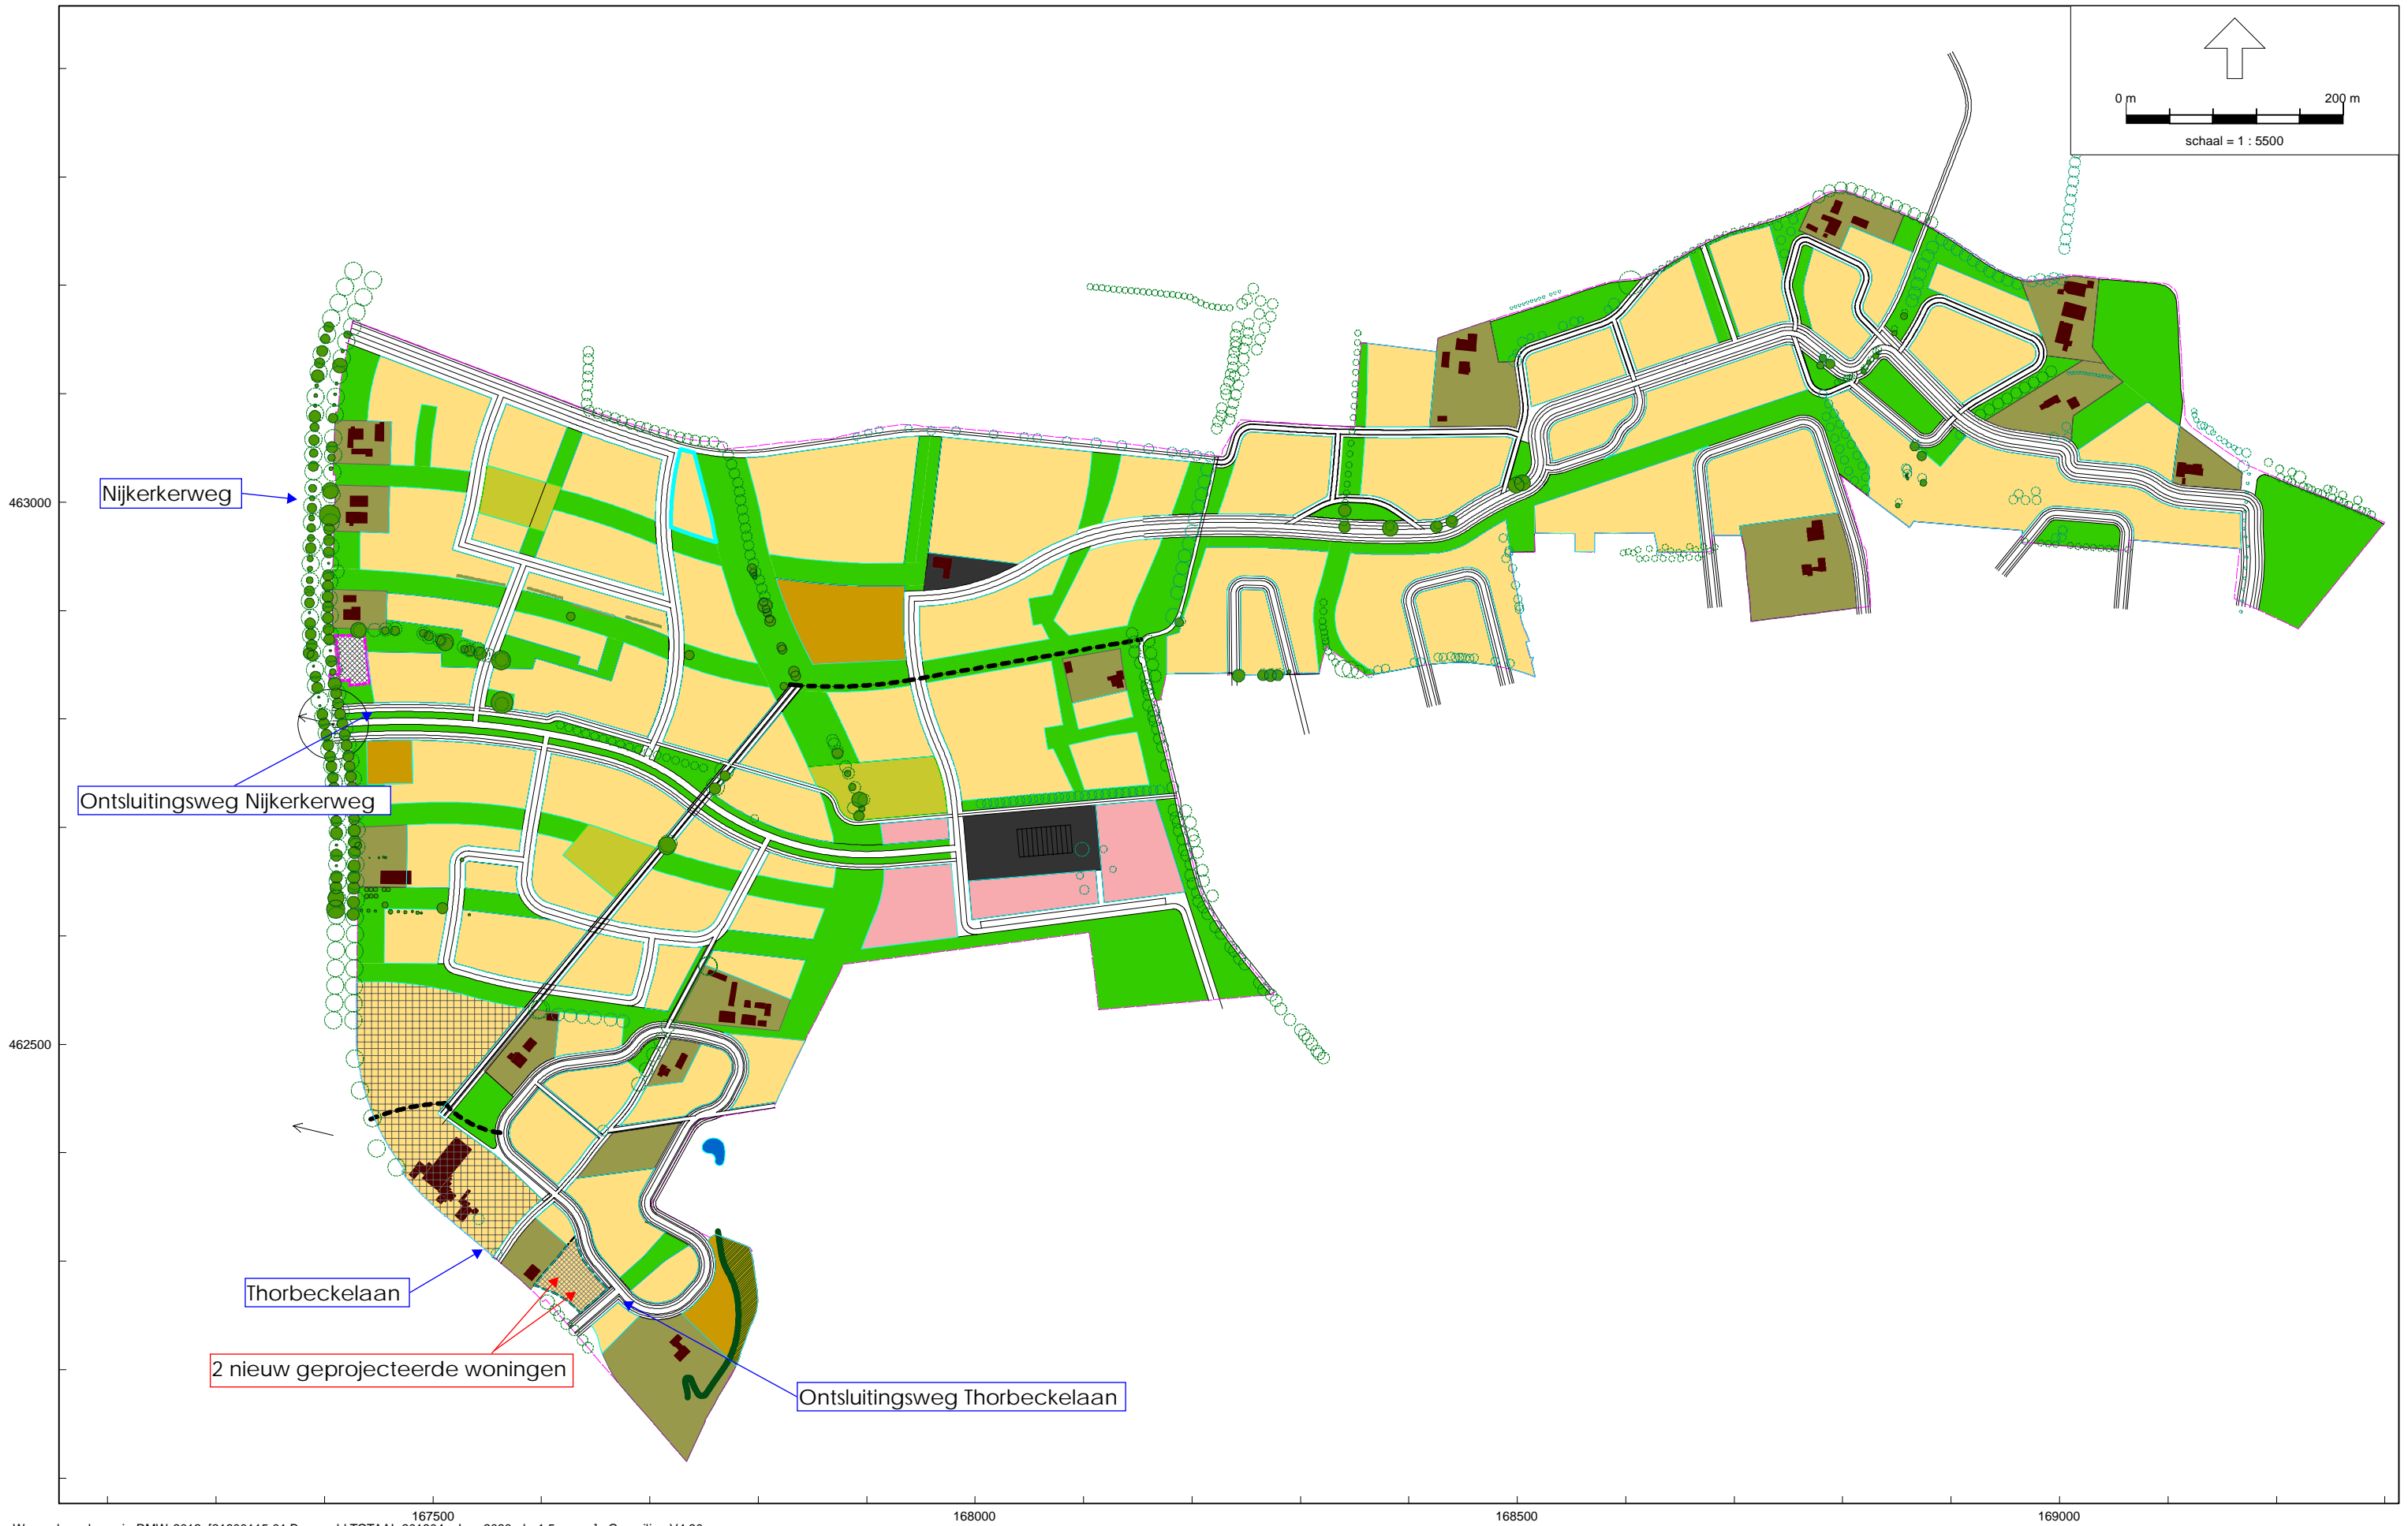 0 m 200 m
schaal = 1 : 5500
Nijkerkerweg
463000
Ontsluitingsweg Nijkerkerweg
462500
Thorbeckelaan
2 nieuw geprojecteerde woningen
Ontsluitingsweg Thorbeckelaan
167500 168000 168500 169000